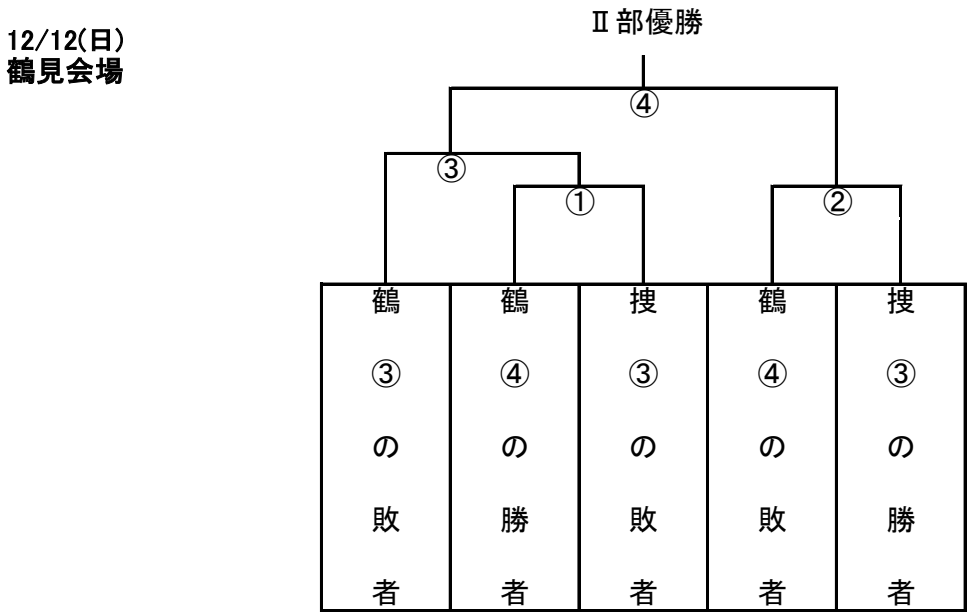 Ⅱ部優勝
12/12(日)
鶴見会場
④
③
①
②
鶴③の敗者
鶴④の勝者
捜③の敗者
鶴④の敗者
捜③の勝者